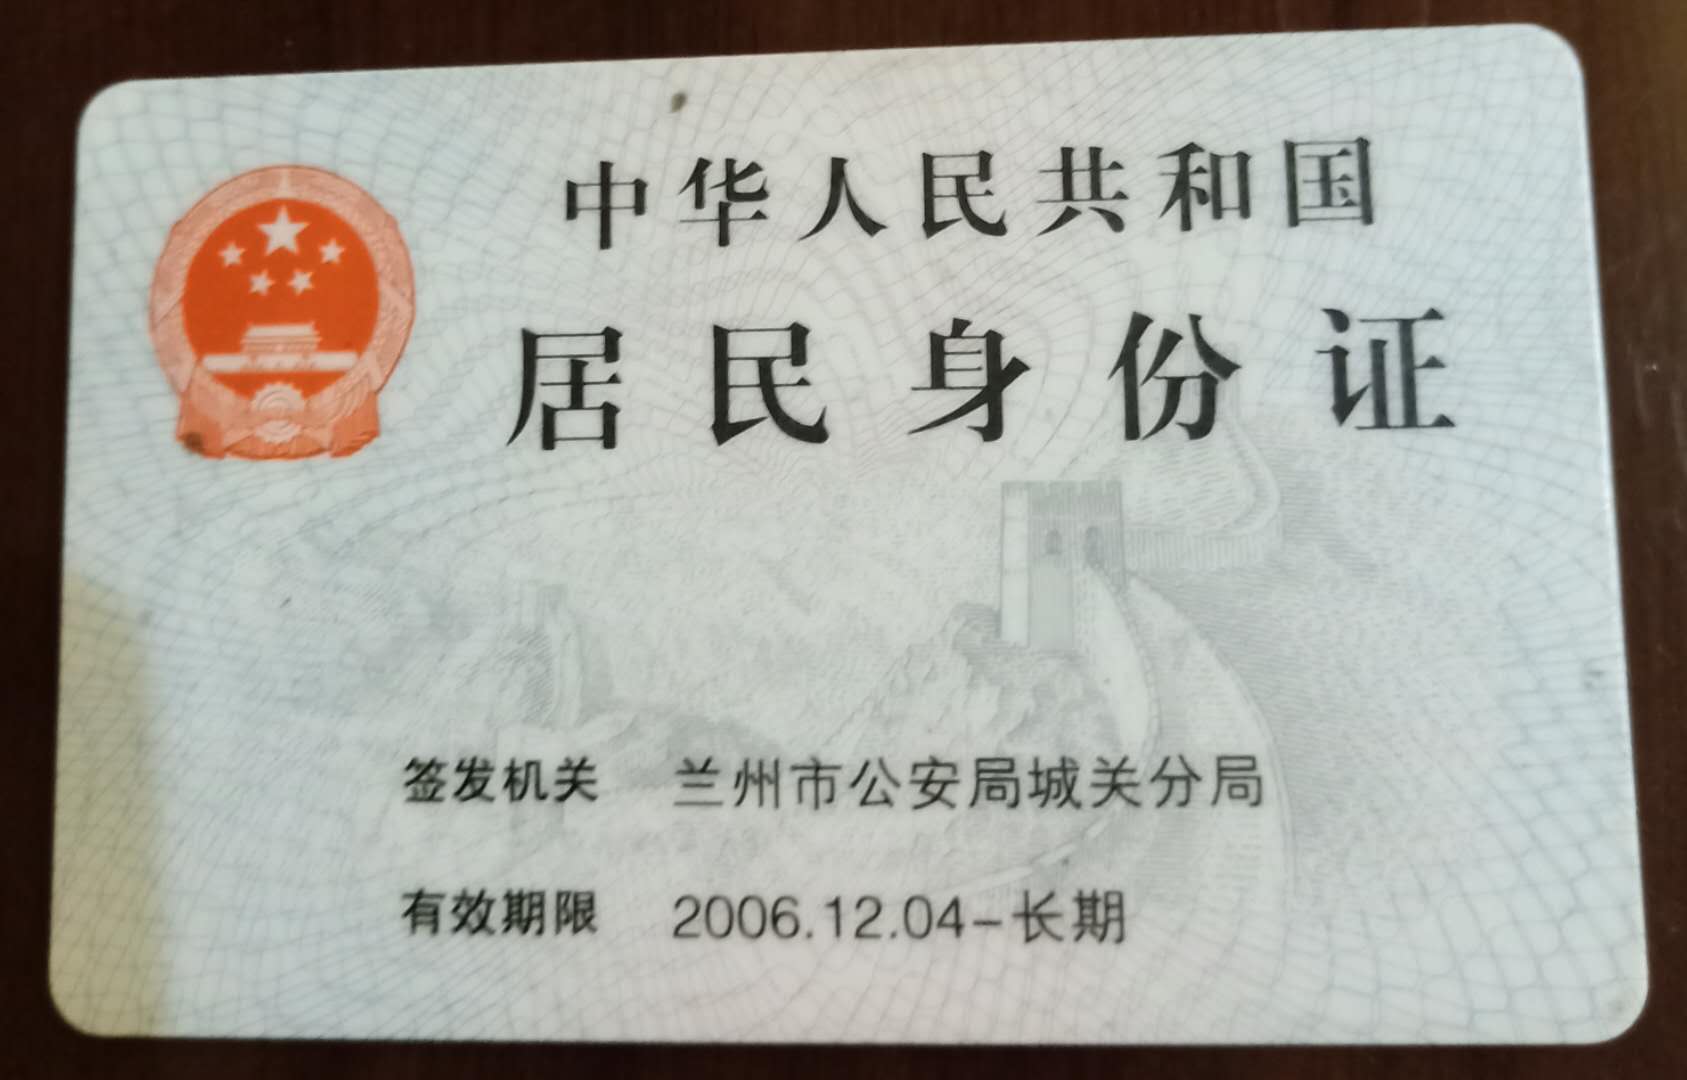 中华人民共和国
居民身份证
签发机关 兰州市公安局城关分局
有效期限 2006.12.04-长期